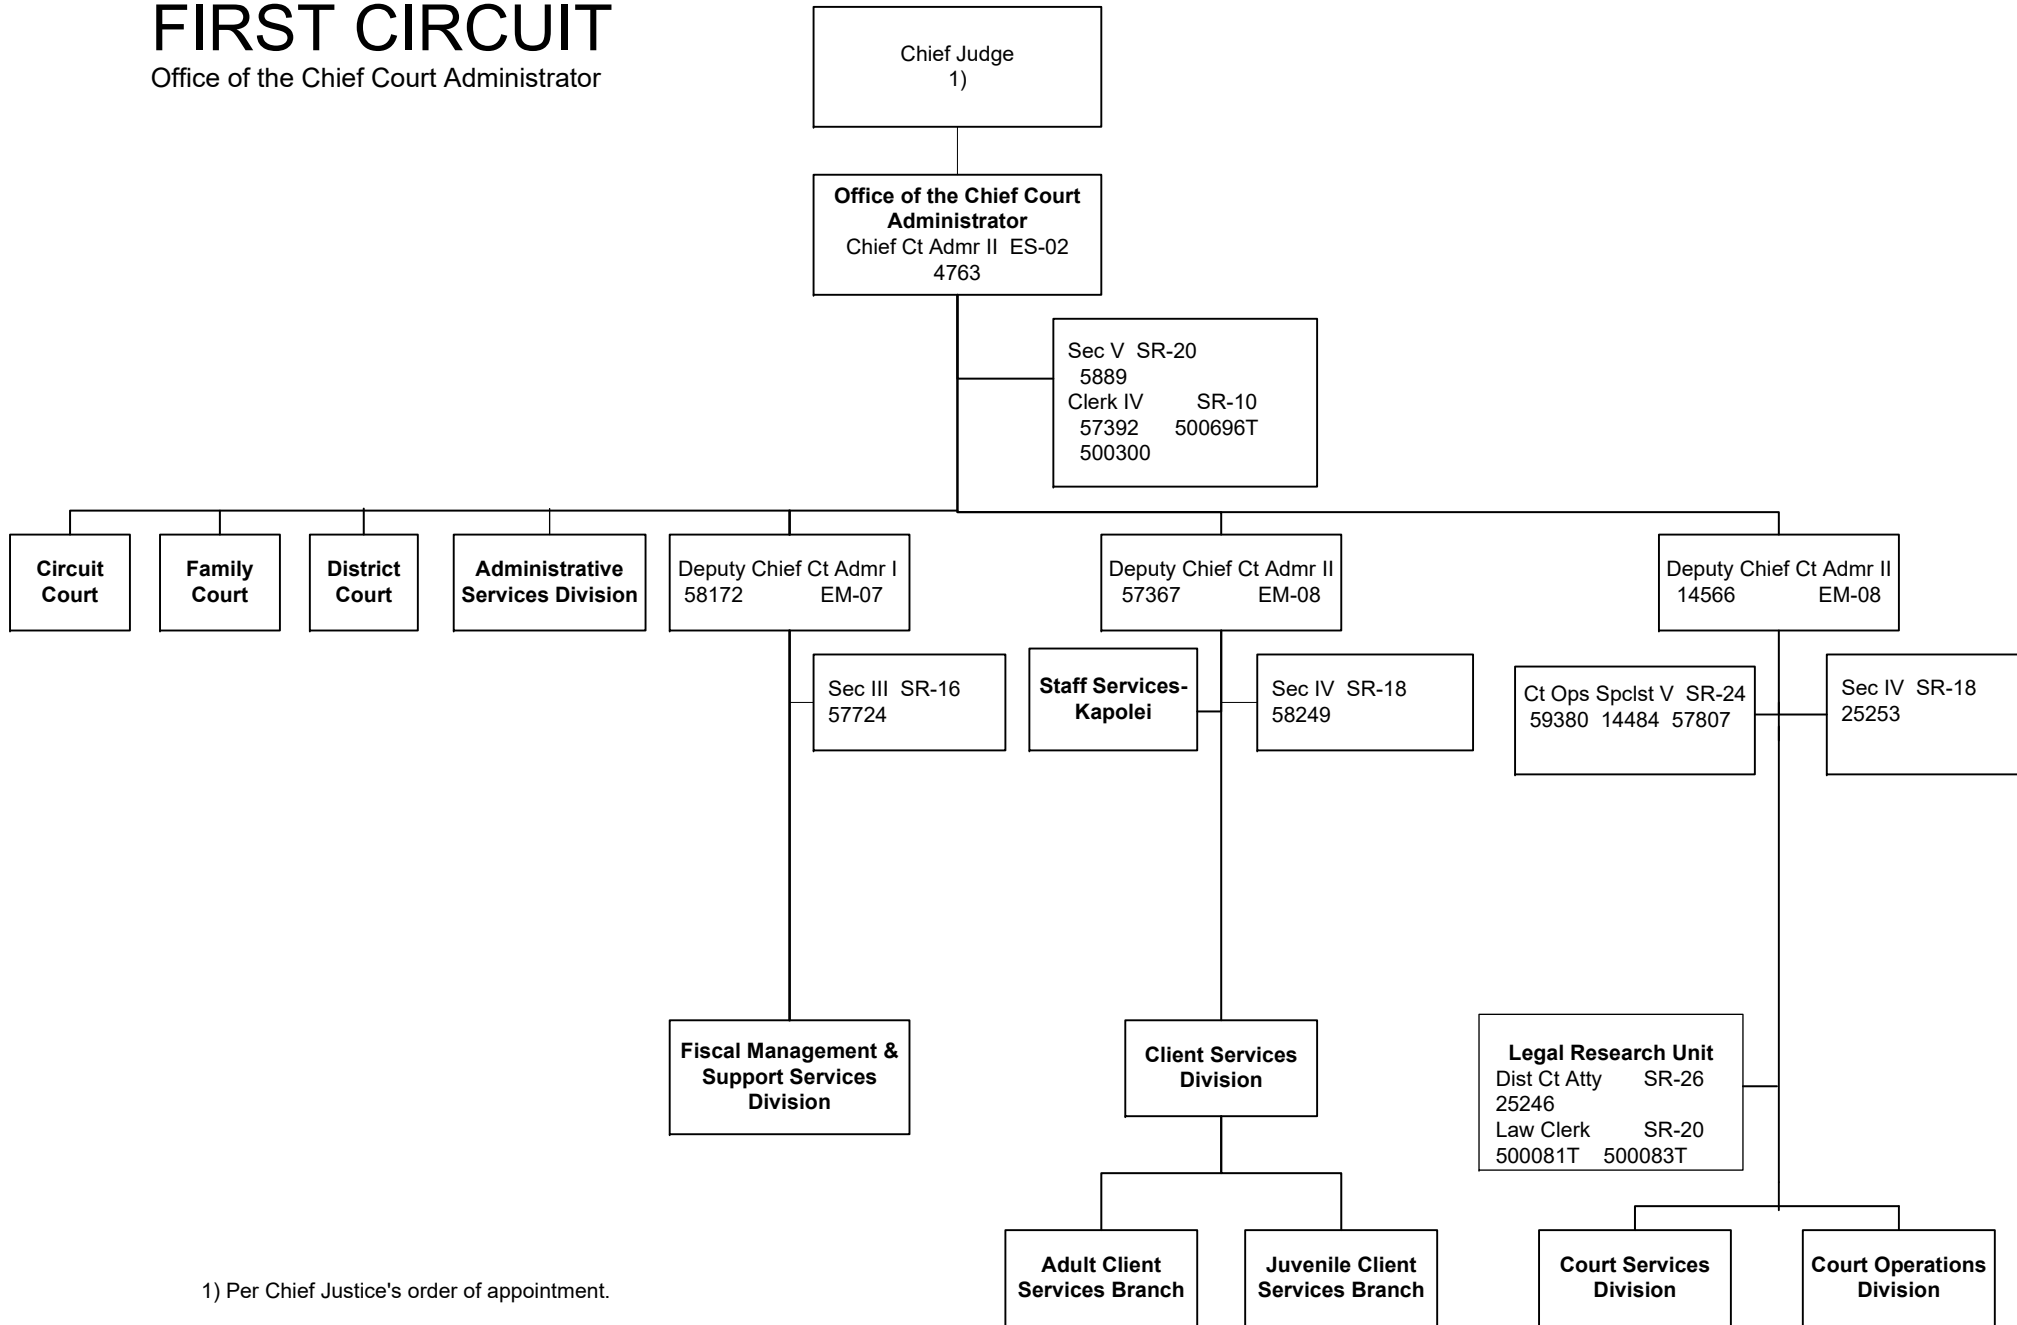 FIRST CIRCUIT
Office of the Chief Court Administrator
Chief Judge
1)
Office of the Chief Court
Administrator
Chief Ct Admr II ES-02
4763
Sec V SR-20
5889
Clerk IV SR-10
57392 500696T
500300
Circuit
Court
Family
Court
District
Court
Administrative
Services Division
Deputy Chief Ct Admr I
58172 EM-07
Deputy Chief Ct Admr II
57367 EM-08
Deputy Chief Ct Admr II
14566 EM-08
Sec III SR-16
57724
Staff Services-
Kapolei
Sec IV SR-18
58249
Ct Ops Spclst V SR-24
59380 14484 57807
Sec IV SR-18
25253
Fiscal Management &
Support Services
Division
Client Services
Division
Legal Research Unit
Dist Ct Atty SR-26
25246
Law Clerk SR-20
500081T 500083T
Adult Client
Services Branch
Juvenile Client
Services Branch
Court Services
Division
Court Operations
Division
1) Per Chief Justice's order of appointment.